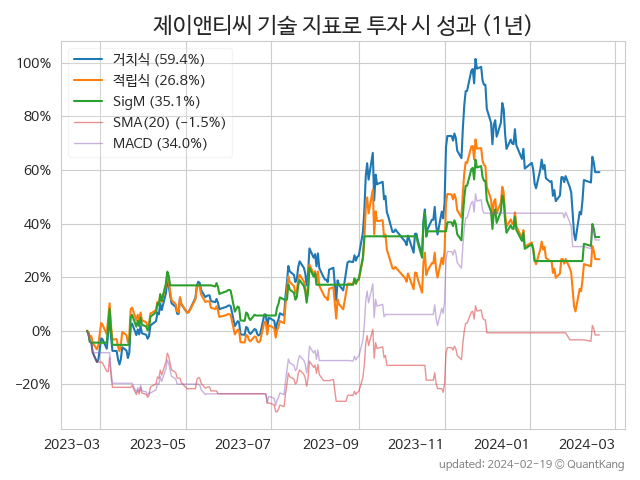 제이앤티씨 기술 지표로 투자 시 성과 (1년)
거치식 (59.4%)
적립식 (26.8%)
SigM (35.1%)
SMA(20) (−1.5%)
MACD (34.0%)
100%
80%
60%
40%
20%
0%
−20%
2023-03 2023-05 2023-07 2023-09 2023-11 2024-01 2024-03
updated: 2024-02-19 © QuantKang